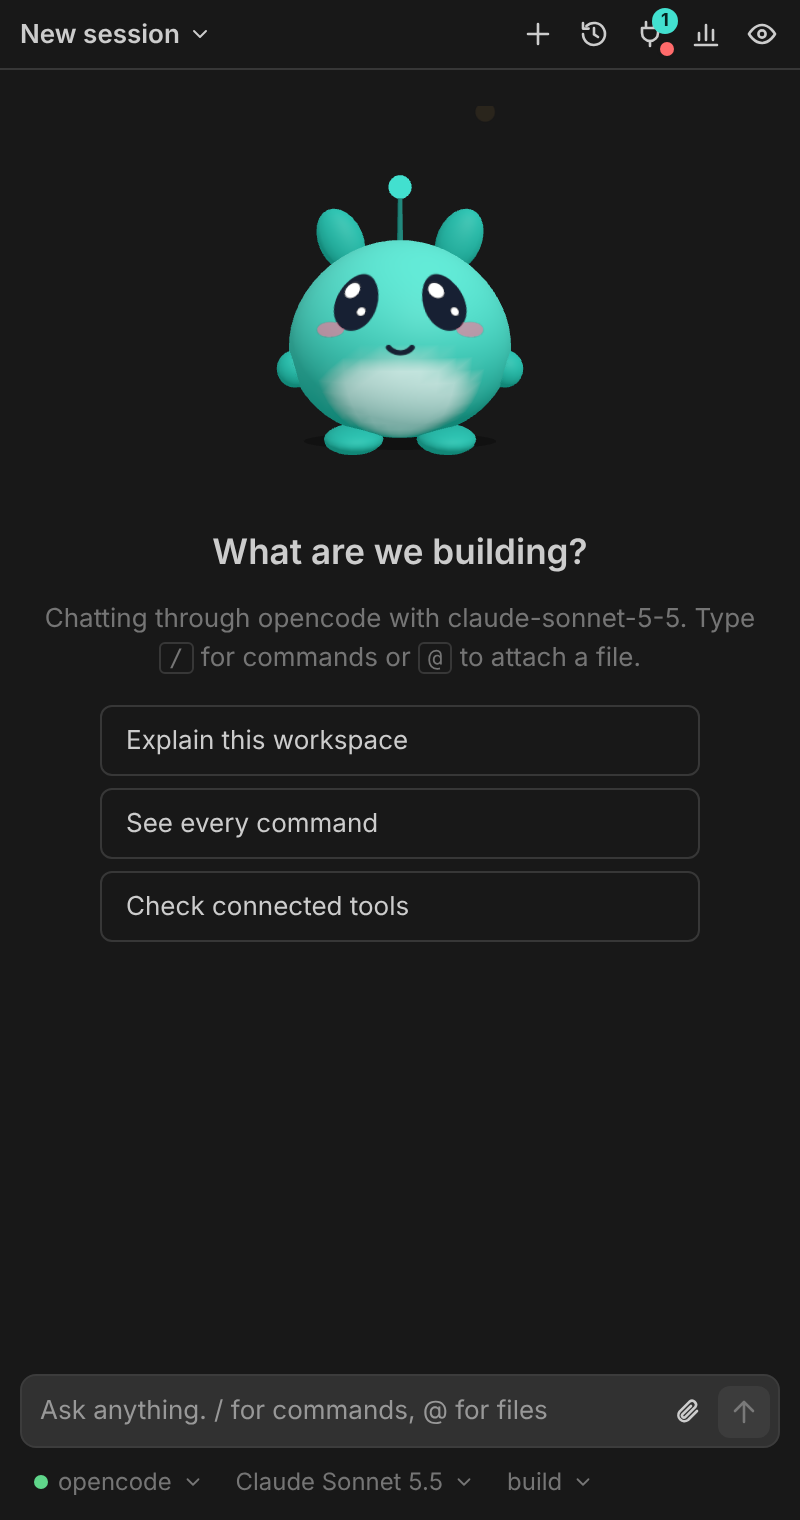 New session
1
What are we building?
Chatting through opencode with claude-sonnet-5-5. Type
/ for commands or @ to attach a file.
Explain this workspace
See every command
Check connected tools
Ask anything. / for commands, @ for files
opencode Claude Sonnet 5.5 build